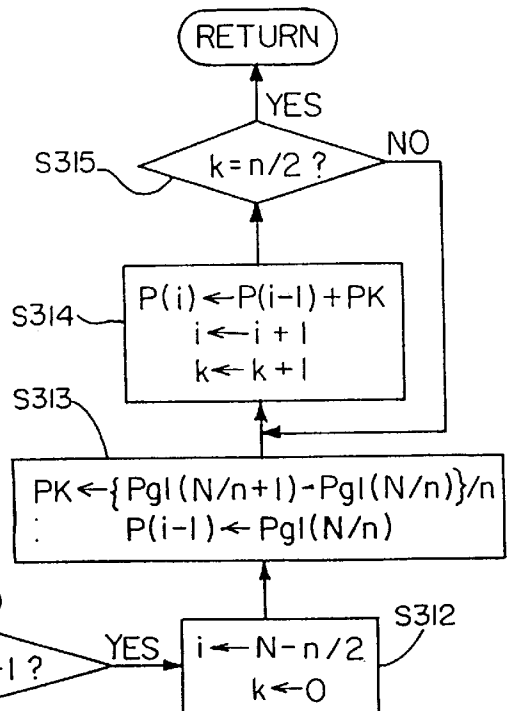 RETURN
YES
NO
S315
k=n/2 ?
P(i)←P(i-1)+PK
S314
i←i+1
k←k+1
S313
PK←{Pgl(N/n+1)-Pgl(N/n)}/n
: P(i-1)←Pgl(N/n)
S312
YES
-1 ?
i←N-n/2
k←0